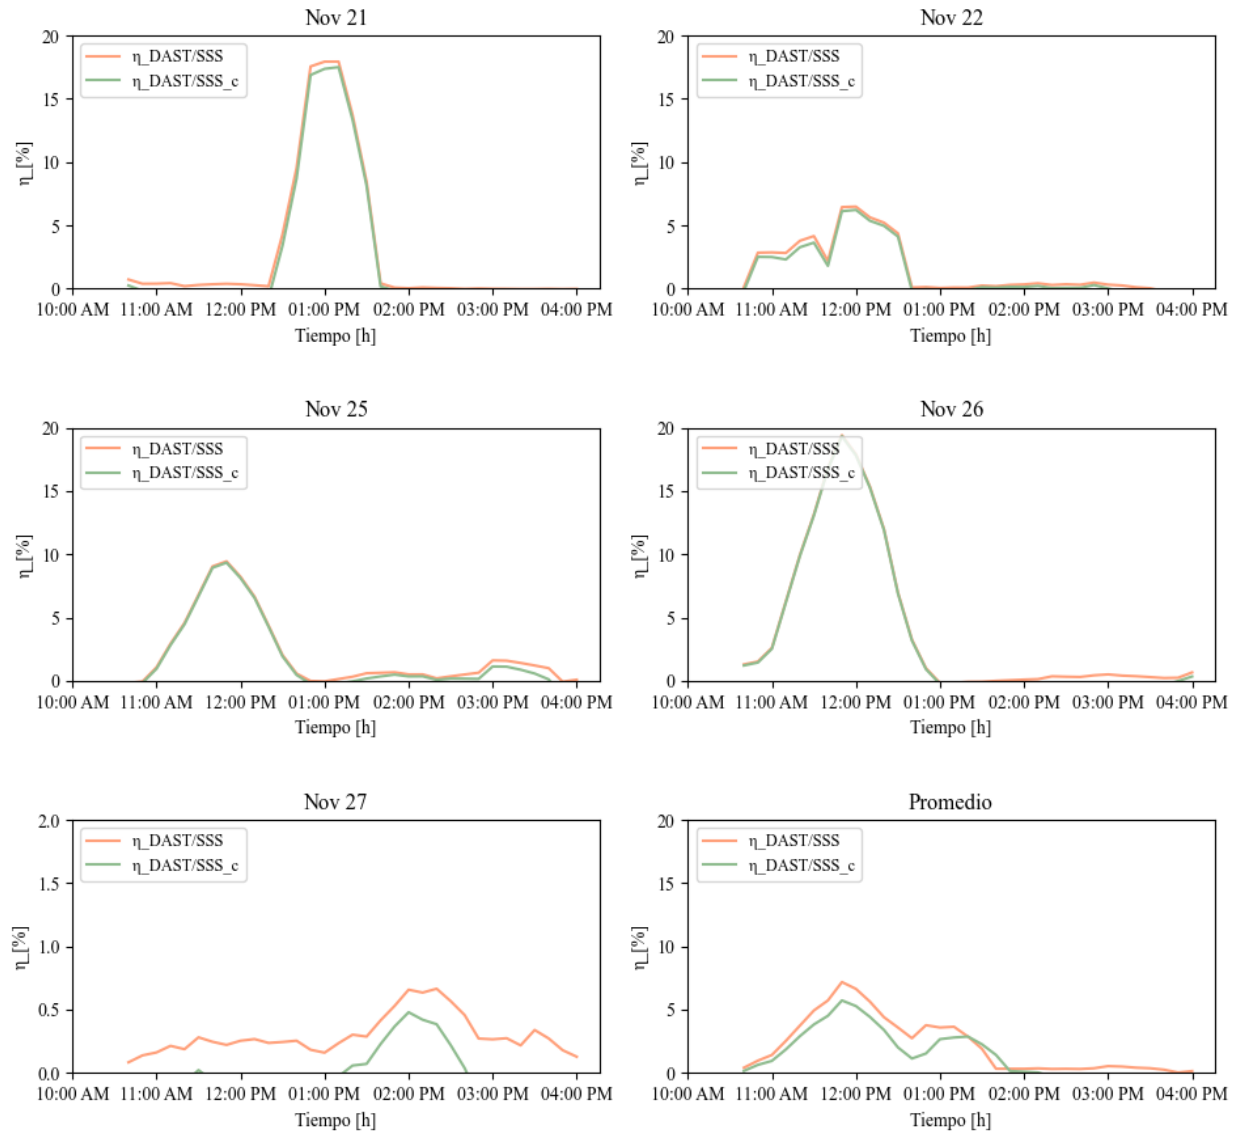 Nov 21
20
15
10
5
0
η_[%]
η_DAST/SSS
η_DAST/SSS_c
10:00 AM 11:00 AM 12:00 PM 01:00 PM 02:00 PM 03:00 PM 04:00 PM
Tiempo [h]
Nov 22
20
15
10
5
0
η_[%]
η_DAST/SSS
η_DAST/SSS_c
10:00 AM 11:00 AM 12:00 PM 01:00 PM 02:00 PM 03:00 PM 04:00 PM
Tiempo [h]
Nov 25
20
15
10
5
0
η_[%]
η_DAST/SSS
η_DAST/SSS_c
10:00 AM 11:00 AM 12:00 PM 01:00 PM 02:00 PM 03:00 PM 04:00 PM
Tiempo [h]
Nov 26
20
15
10
5
0
η_[%]
η_DAST/SSS
η_DAST/SSS_c
10:00 AM 11:00 AM 12:00 PM 01:00 PM 02:00 PM 03:00 PM 04:00 PM
Tiempo [h]
Nov 27
2.0
1.5
1.0
0.5
0.0
η_[%]
η_DAST/SSS
η_DAST/SSS_c
10:00 AM 11:00 AM 12:00 PM 01:00 PM 02:00 PM 03:00 PM 04:00 PM
Tiempo [h]
Promedio
20
15
10
5
0
η_[%]
η_DAST/SSS
η_DAST/SSS_c
10:00 AM 11:00 AM 12:00 PM 01:00 PM 02:00 PM 03:00 PM 04:00 PM
Tiempo [h]